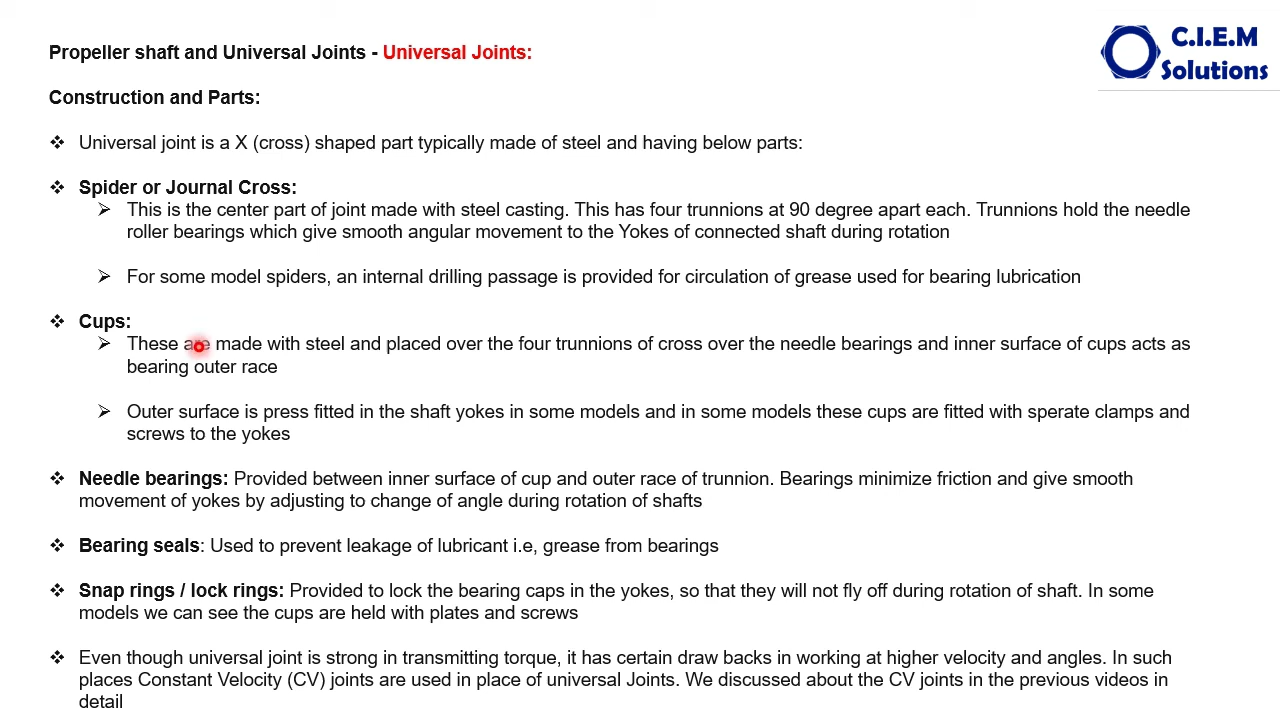 Propeller shaft and Universal Joints - Universal Joints:
C.I.E.M
Solutions
Construction and Parts:
❖ Universal joint is a X (cross) shaped part typically made of steel and having below parts:
❖ Spider or Journal Cross:
➢ This is the center part of joint made with steel casting. This has four trunnions at 90 degree apart each. Trunnions hold the needle
roller bearings which give smooth angular movement to the Yokes of connected shaft during rotation
➢ For some model spiders, an internal drilling passage is provided for circulation of grease used for bearing lubrication
❖ Cups:
➢ These are made with steel and placed over the four trunnions of cross over the needle bearings and inner surface of cups acts as
bearing outer race
➢ Outer surface is press fitted in the shaft yokes in some models and in some models these cups are fitted with sperate clamps and
screws to the yokes
❖ Needle bearings: Provided between inner surface of cup and outer race of trunnion. Bearings minimize friction and give smooth
movement of yokes by adjusting to change of angle during rotation of shafts
❖ Bearing seals: Used to prevent leakage of lubricant i.e, grease from bearings
❖ Snap rings / lock rings: Provided to lock the bearing caps in the yokes, so that they will not fly off during rotation of shaft. In some
models we can see the cups are held with plates and screws
❖ Even though universal joint is strong in transmitting torque, it has certain draw backs in working at higher velocity and angles. In such
places Constant Velocity (CV) joints are used in place of universal Joints. We discussed about the CV joints in the previous videos in
detail